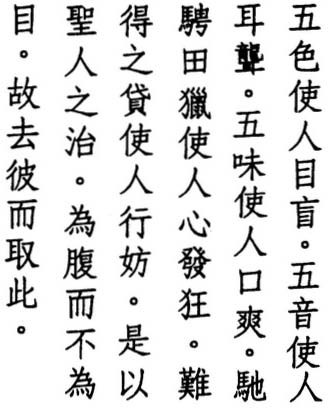 五色使人目盲。五音使人
耳聾。五味使人口爽。馳
騁田獵使人心發狂。難
得之貸使人行妨。是以
聖人之治。為腹而不為
目。故去彼而取此。